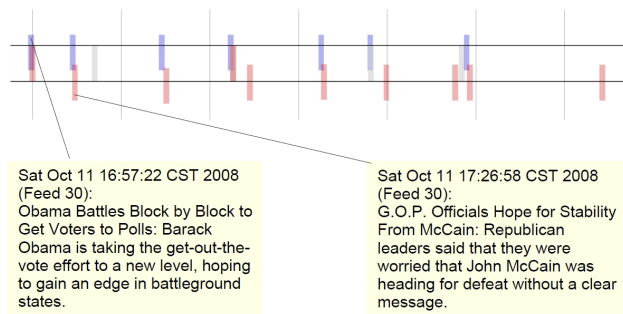 Sat Oct 11 16:57:22 CST 2008
(Feed 30):
Obama Battles Block by Block to
Get Voters to Polls: Barack
Obama is taking the get-out-the-
vote effort to a new level, hoping
to gain an edge in battleground
states.
Sat Oct 11 17:26:58 CST 2008
(Feed 30):
G.O.P. Officials Hope for Stability
From McCain: Republican
leaders said that they were
worried that John McCain was
heading for defeat without a clear
message.